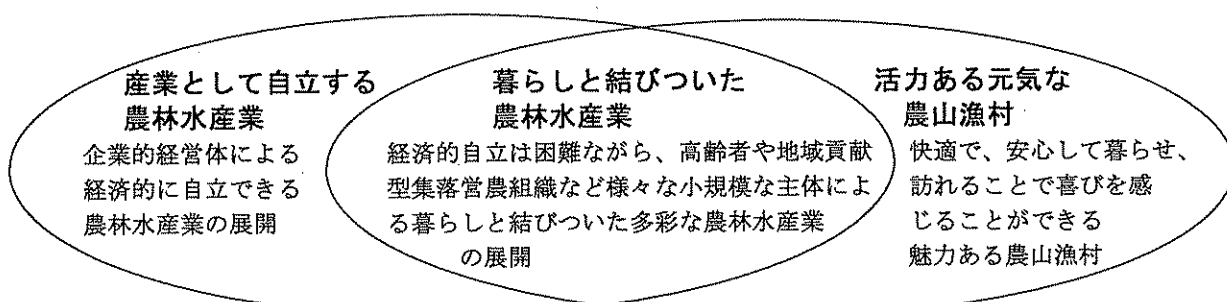 産業として自立する
農林水産業
企業的経営体による
経済的に自立できる
農林水産業の展開
暮らしと結びついた
農林水産業
経済的自立は困難ながら、高齢者や地域貢献
型集落営農組織など様々な小規模な主体によ
る暮らしと結びついた多彩な農林水産業
の展開
活力ある元気な
農山漁村
快適で、安心して暮らせ、
訪れることで喜びを感
じることができる
魅力ある農山漁村